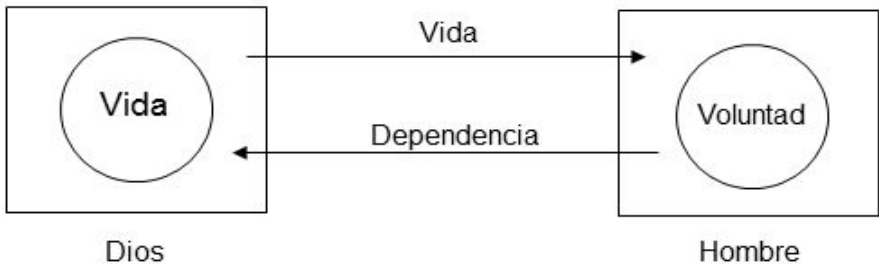 Vida
Vida
Voluntad
Dependencia
Dios
Hombre